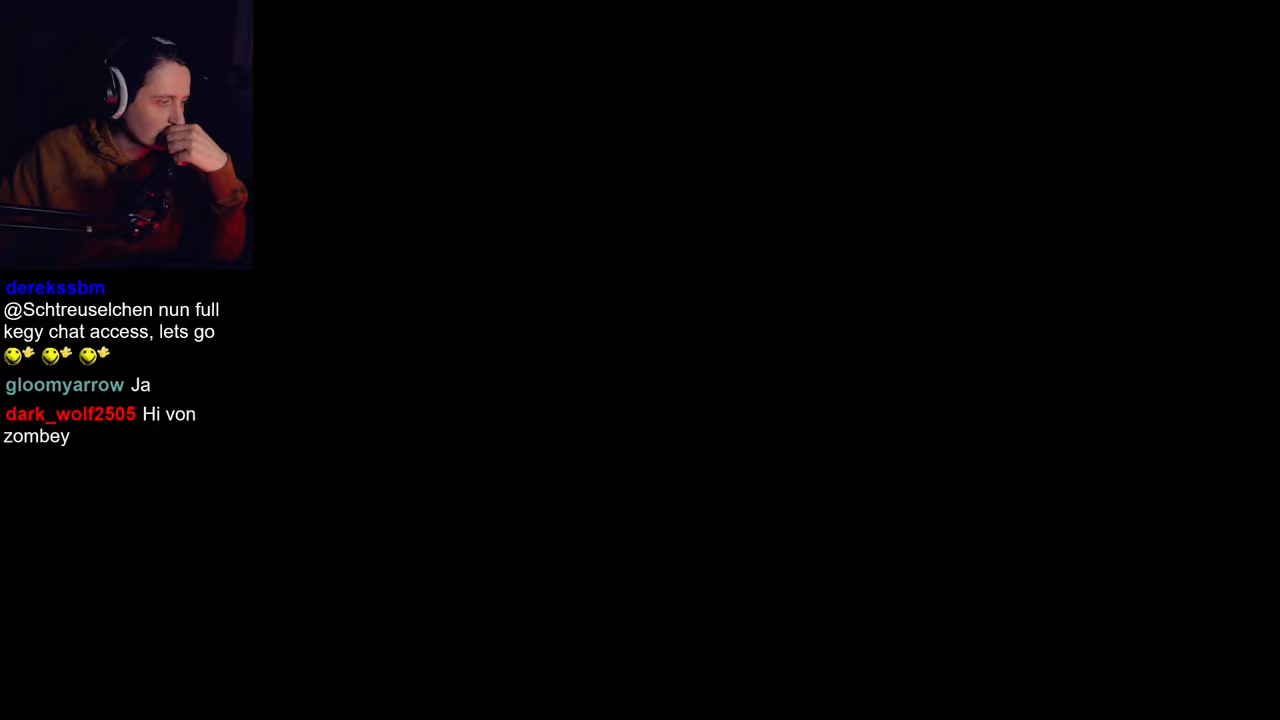 derekssbm
@Schtreuselchen nun full
kegy chat access, lets go
gloomyarrow Ja
dark_wolf2505 Hi von
zombey